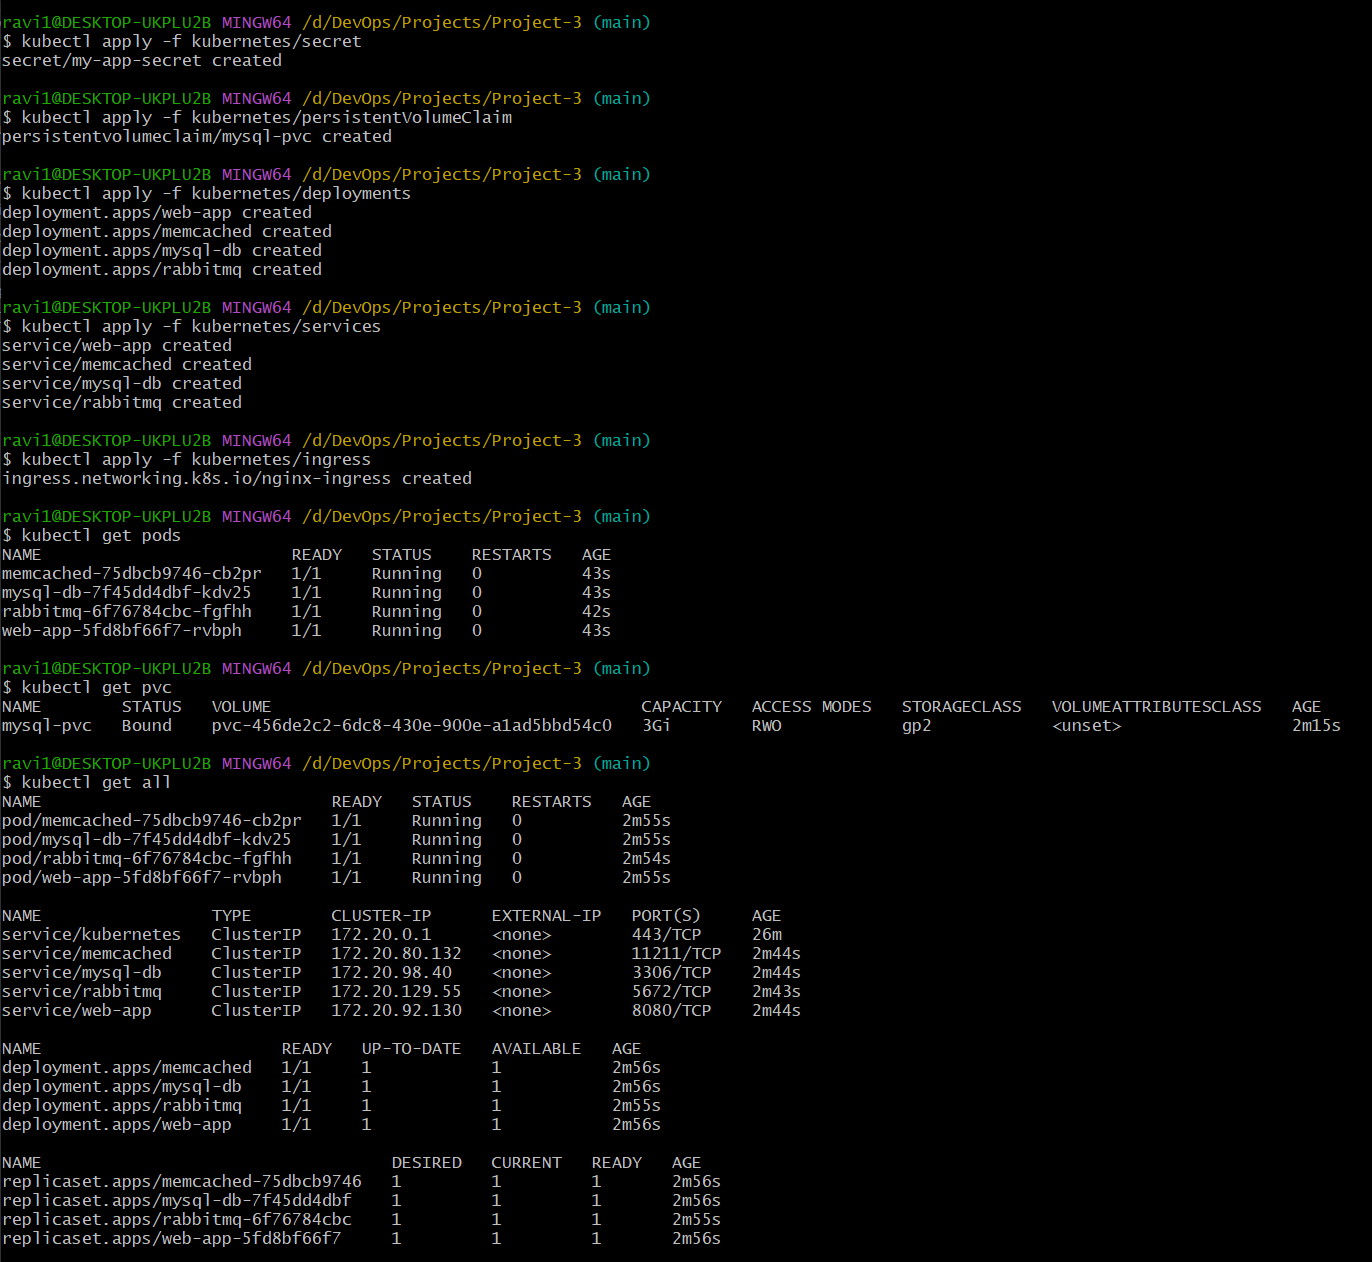 ravi1@DESKTOP-UKPLU2B MINGW64 /d/DevOps/Projects/Project-3 (main)
$ kubectl apply -f kubernetes/secret
secret/my-app-secret created
ravi1@DESKTOP-UKPLU2B MINGW64 /d/DevOps/Projects/Project-3 (main)
$ kubectl apply -f kubernetes/persistentVolumeClaim
persistentvolumeclaim/mysql-pvc created
ravi1@DESKTOP-UKPLU2B MINGW64 /d/DevOps/Projects/Project-3 (main)
$ kubectl apply -f kubernetes/deployments
deployment.apps/web-app created
deployment.apps/memcached created
deployment.apps/mysql-db created
deployment.apps/rabbitmq created
ravi1@DESKTOP-UKPLU2B MINGW64 /d/DevOps/Projects/Project-3 (main)
$ kubectl apply -f kubernetes/services
service/web-app created
service/memcached created
service/mysql-db created
service/rabbitmq created
ravi1@DESKTOP-UKPLU2B MINGW64 /d/DevOps/Projects/Project-3 (main)
$ kubectl apply -f kubernetes/ingress
ingress.networking.k8s.io/nginx-ingress created
ravi1@DESKTOP-UKPLU2B MINGW64 /d/DevOps/Projects/Project-3 (main)
$ kubectl get pods
NAME READY STATUS RESTARTS AGE
memcached-75dbcb9746-cb2pr 1/1 Running 0 43s
mysql-db-7f45dd4dbf-kdv25 1/1 Running 0 43s
rabbitmq-6f76784cbc-fgfhh 1/1 Running 0 42s
web-app-5fd8bf66f7-rvbph 1/1 Running 0 43s
ravi1@DESKTOP-UKPLU2B MINGW64 /d/DevOps/Projects/Project-3 (main)
$ kubectl get pvc
NAME STATUS VOLUME CAPACITY ACCESS MODES STORAGECLASS VOLUMEATTRIBUTESCLASS AGE
mysql-pvc Bound pvc-456de2c2-6dc8-430e-900e-a1ad5bbd54c0 3Gi RWO gp2 <unset> 2m15s
ravi1@DESKTOP-UKPLU2B MINGW64 /d/DevOps/Projects/Project-3 (main)
$ kubectl get all
NAME READY STATUS RESTARTS AGE
pod/memcached-75dbcb9746-cb2pr 1/1 Running 0 2m55s
pod/mysql-db-7f45dd4dbf-kdv25 1/1 Running 0 2m55s
pod/rabbitmq-6f76784cbc-fgfhh 1/1 Running 0 2m54s
pod/web-app-5fd8bf66f7-rvbph 1/1 Running 0 2m55s
NAME TYPE CLUSTER-IP EXTERNAL-IP PORT(S) AGE
service/kubernetes ClusterIP 172.20.0.1 <none> 443/TCP 26m
service/memcached ClusterIP 172.20.80.132 <none> 11211/TCP 2m44s
service/mysql-db ClusterIP 172.20.98.40 <none> 3306/TCP 2m44s
service/rabbitmq ClusterIP 172.20.129.55 <none> 5672/TCP 2m43s
service/web-app ClusterIP 172.20.92.130 <none> 8080/TCP 2m44s
NAME READY UP-TO-DATE AVAILABLE AGE
deployment.apps/memcached 1/1 1 1 2m56s
deployment.apps/mysql-db 1/1 1 1 2m56s
deployment.apps/rabbitmq 1/1 1 1 2m55s
deployment.apps/web-app 1/1 1 1 2m56s
NAME DESIRED CURRENT READY AGE
replicaset.apps/memcached-75dbcb9746 1 1 1 2m56s
replicaset.apps/mysql-db-7f45dd4dbf 1 1 1 2m56s
replicaset.apps/rabbitmq-6f76784cbc 1 1 1 2m55s
replicaset.apps/web-app-5fd8bf66f7 1 1 1 2m56s